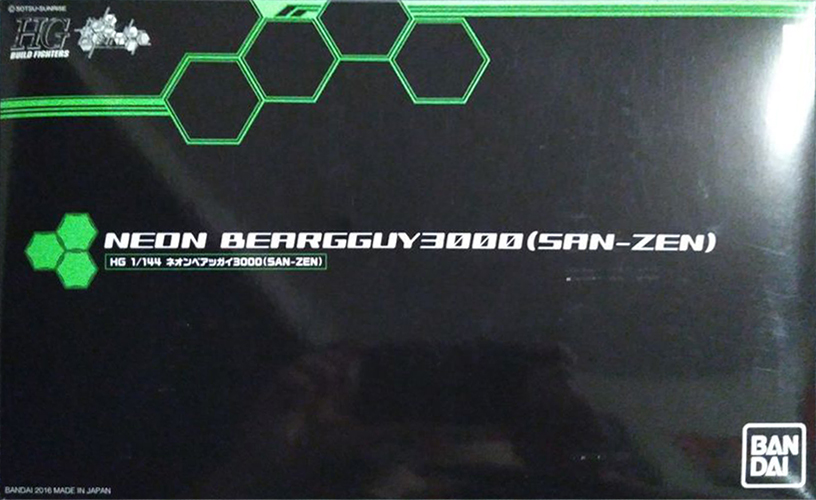 ©SOTSU•SUNRISE
HG
BUILD FIGHTERS
NEON BEARGGUY3000(SAN-ZEN)
HG 1/144 ネオンベアッガイ3000(SAN-ZEN)
BAN
DAI
BANDAI 2016 MADE IN JAPAN